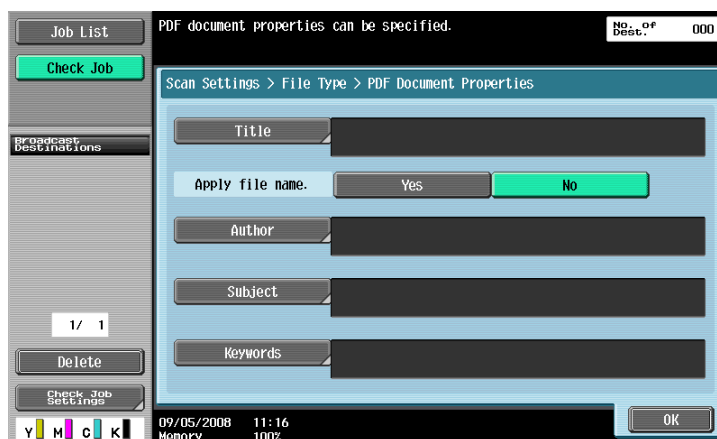 Job List
PDF document properties can be specified.
No. of
Dest.
000
Check Job
Scan Settings > File Type > PDF Document Properties
Broadcast
Destinations
Title
Apply file name.
Yes
No
Author
Subject
1/ 1
Keywords
Delete
Check Job
Settings
OK
Y M C K
09/05/2008 11:16
Memory 100%